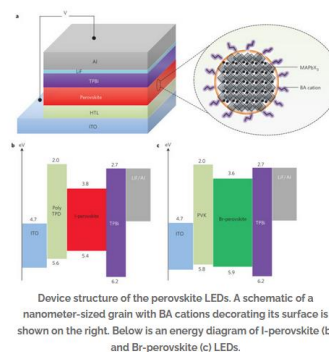 a
V
Al
LiF
TPBi
Perovskite
HTL
ITO
MAPbI₃
BA cation
b
eV
2.0
2.7
3.8
4.7
Poly
TPD
I-perovskite
TPBi
LiF/Al
ITO
5.6
5.4
6.2
c
eV
2.0
2.7
3.6
4.7
PVK
Br-perovskite
TPBi
LiF/Al
ITO
5.8
5.9
6.2
Device structure of the perovskite LEDs. A schematic of a
nanometer-sized grain with BA cations decorating its surface is
shown on the right. Below is an energy diagram of I-perovskite (b
and Br-perovskite (c) LEDs.